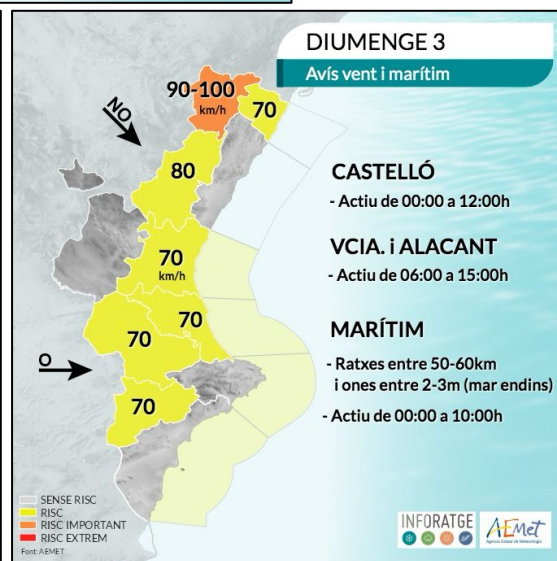 DIUMENGE 3
Avís vent i marítim
90-100
km/h
70
NO
80
CASTELLÓ
- Actiu de 00:00 a 12:00h
VCIA. i ALACANT
- Actiu de 06:00 a 15:00h
70
km/h
70
70
O
MARÍTIM
- Ratxes entre 50-60km
i ones entre 2-3m (mar endins)
- Actiu de 00:00 a 10:00h
70
SENSE RISC
RISC
RISC IMPORTANT
RISC EXTREM
Font: AEMET
INFORATGE
AEMet
Agencia Estatal de Meteorología